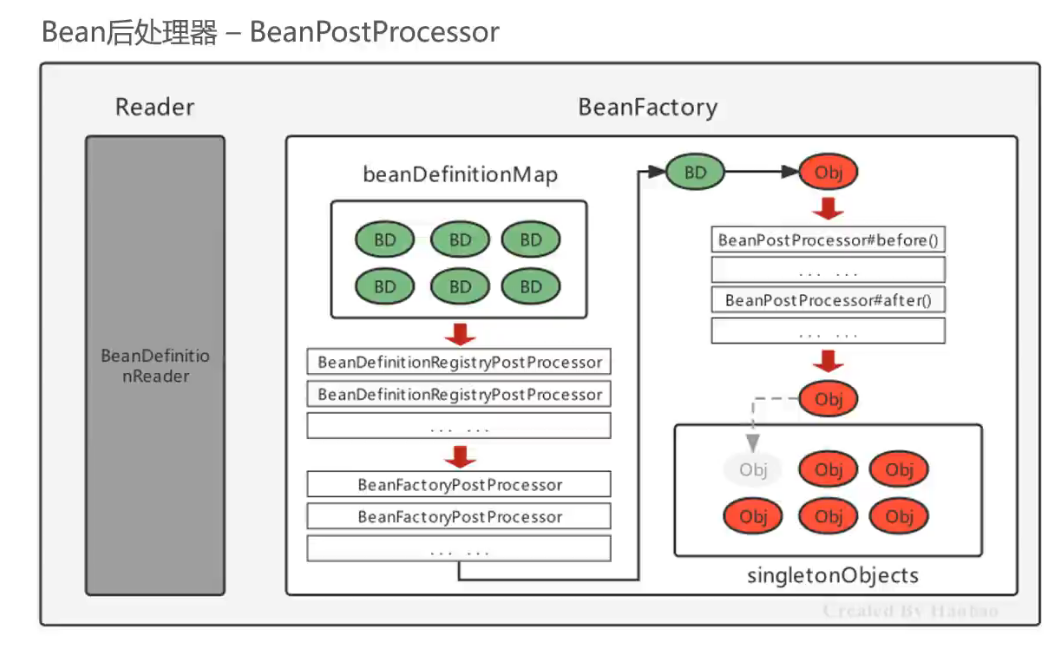 Bean后处理器 – BeanPostProcessor
Reader
BeanDefinitio
nReader
BeanFactory
beanDefinitionMap
BD BD BD
BD BD BD
BeanDefinitionRegistryPostProcessor
BeanDefinitionRegistryPostProcessor
... ...
BeanFactoryPostProcessor
BeanFactoryPostProcessor
... ...
BD Obj
BeanPostProcessor#before()
... ...
BeanPostProcessor#after()
... ...
Obj
Obj Obj Obj
Obj Obj Obj
singletonObjects
Created By Haohao